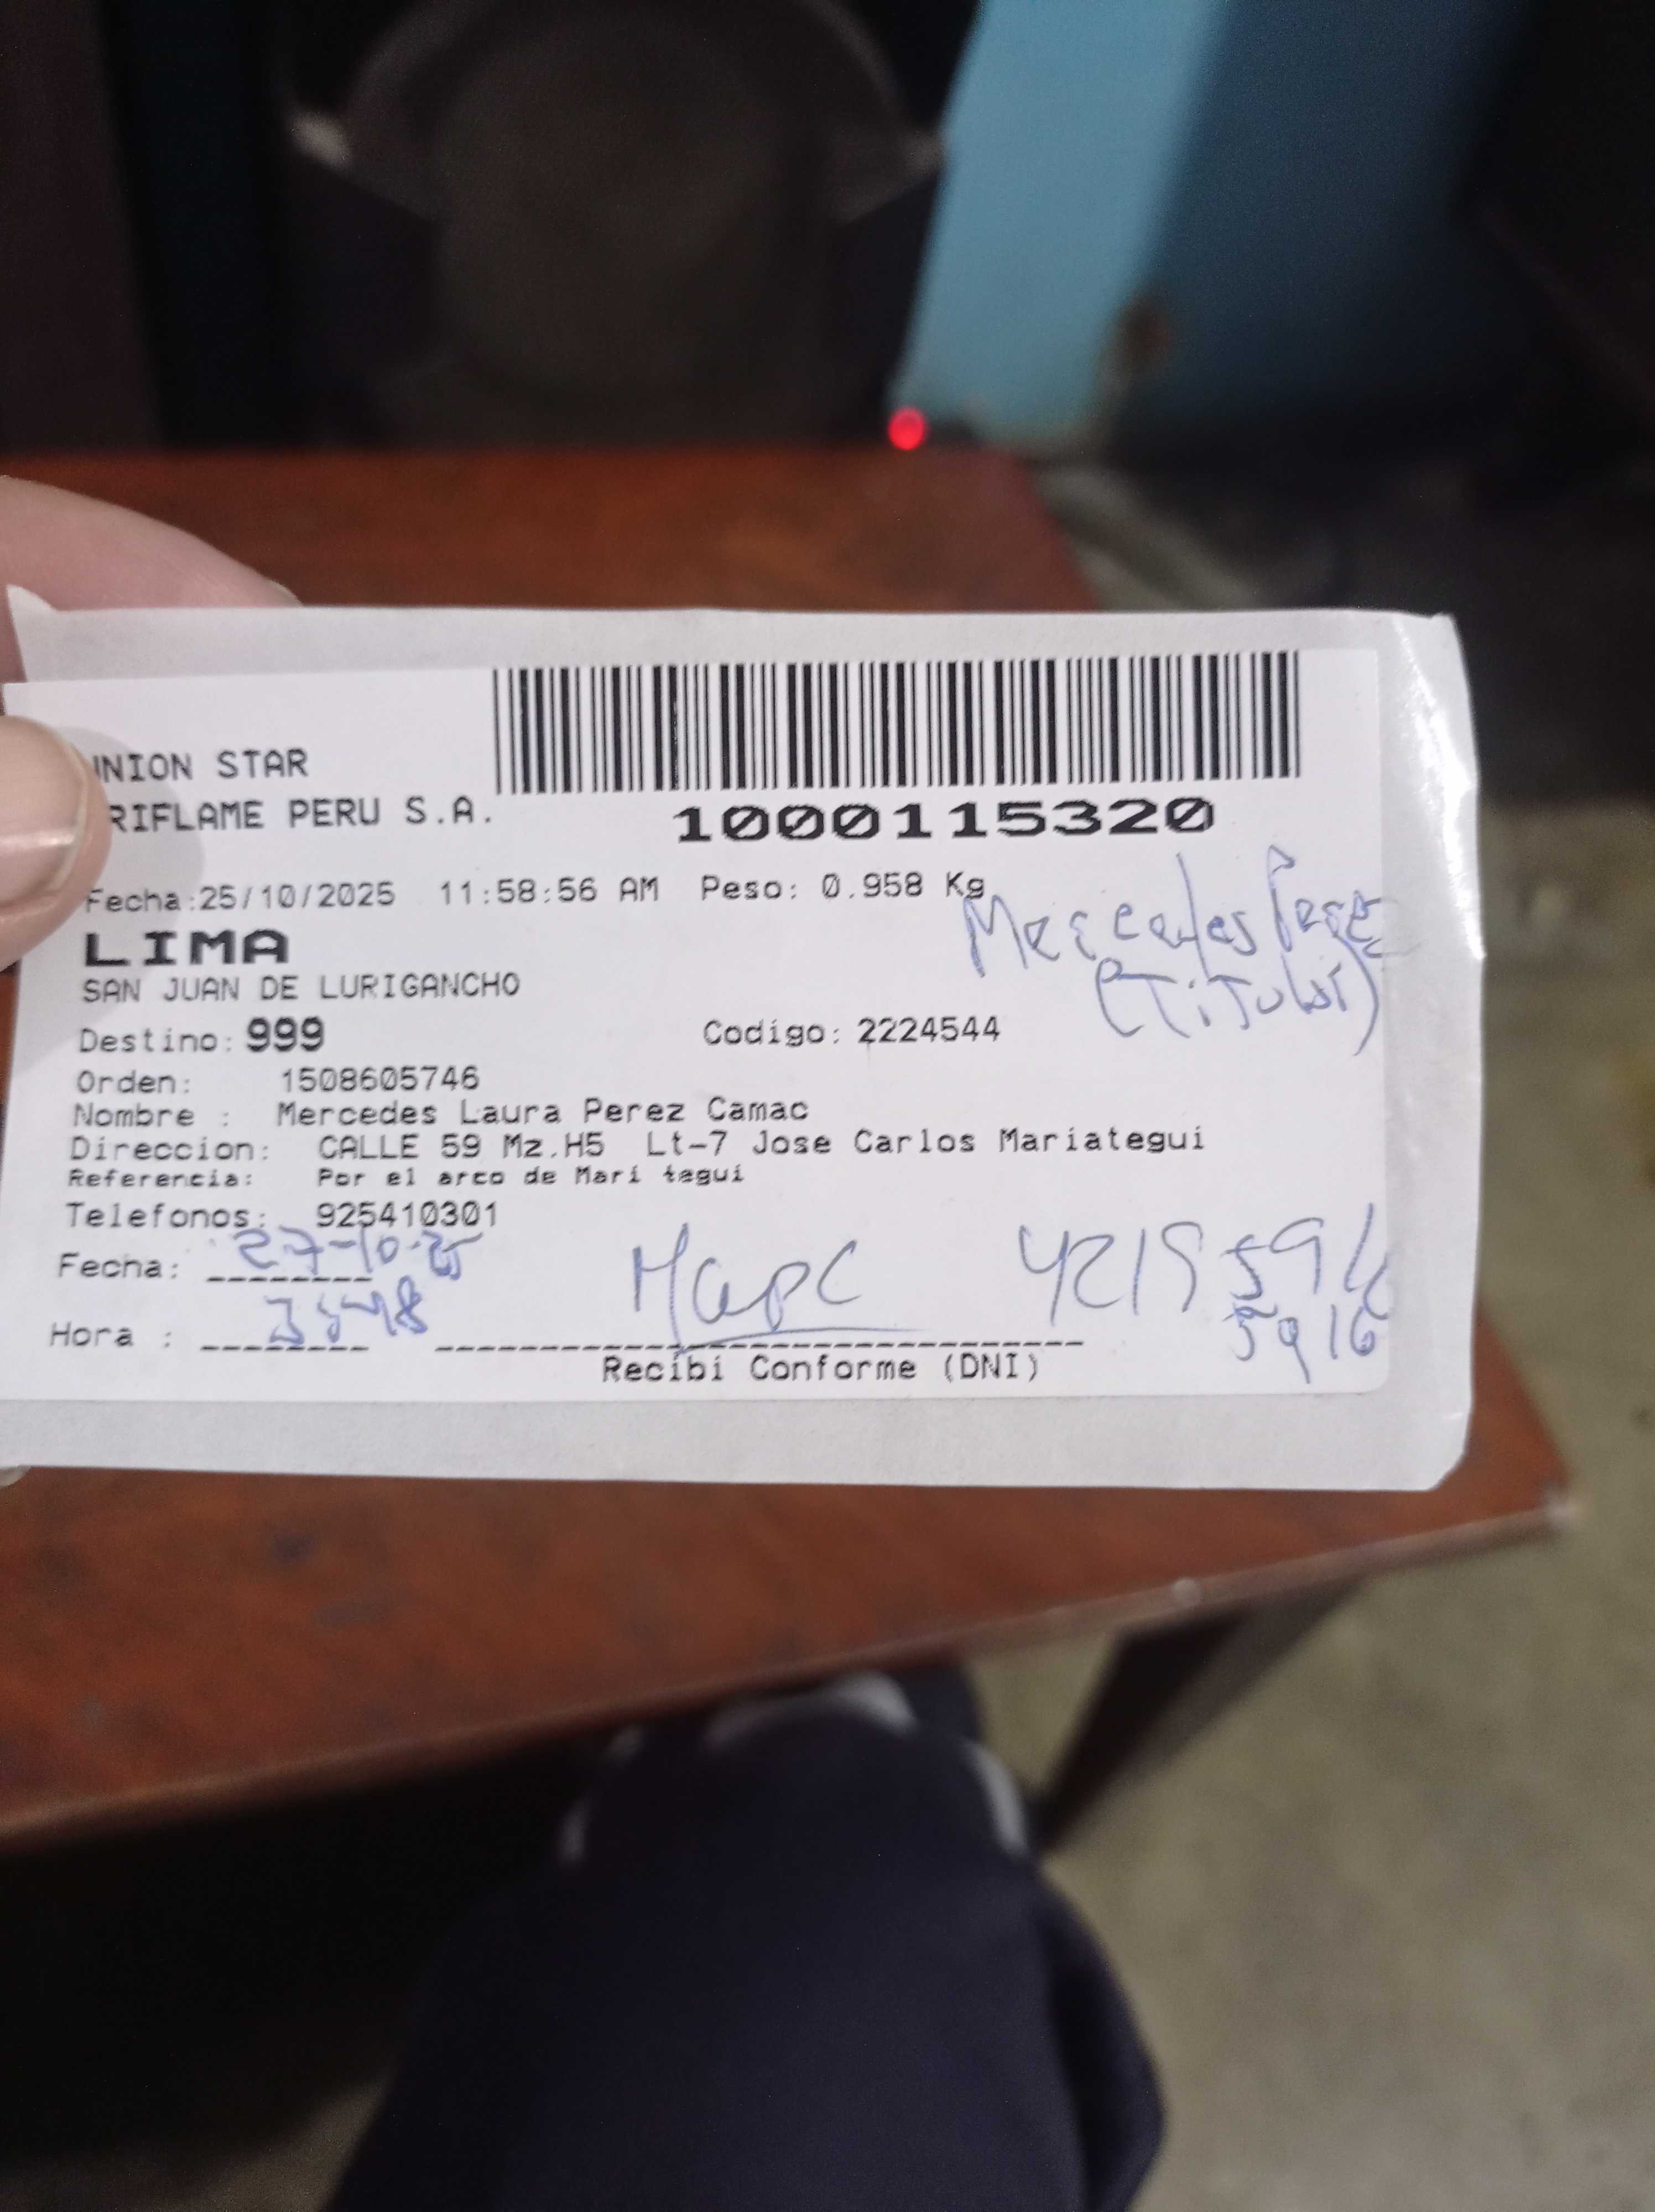 UNION STAR
ORIFLAME PERU S.A.
1000115320
Fecha:25/10/2025 11:58:56 AM Peso: 0.958 Kg
Mercedes Perez
(Titular)
LIMA
SAN JUAN DE LURIGANCHO
Destino: 999 Codigo: 2224544
Orden: 1508605746
Nombre : Mercedes Laura Perez Camac
Direccion: CALLE 59 Mz.H5 Lt-7 Jose Carlos Mariategui
Referencia: Por el arco de Mari tegui
Telefonos: 925410301
Fecha: 27-10-25
Hora :
5916
Recibi Conforme (DNI)